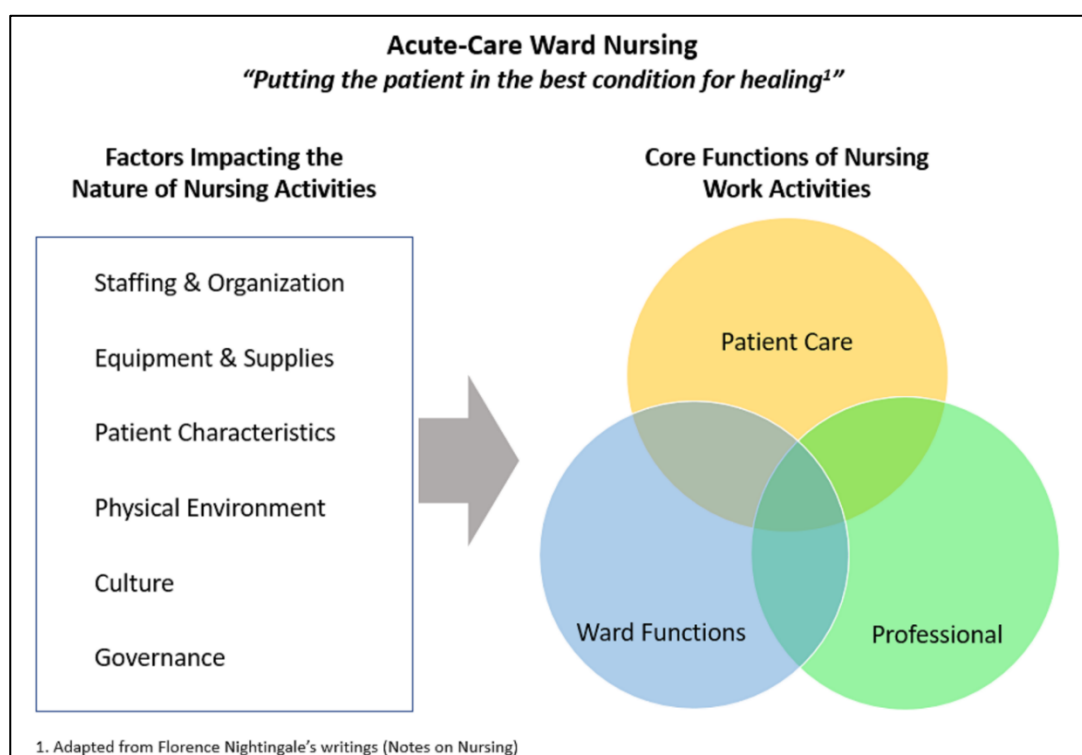 Acute-Care Ward Nursing
“Putting the patient in the best condition for healing¹”
Factors Impacting the
Nature of Nursing Activities
Staffing & Organization
Equipment & Supplies
Patient Characteristics
Physical Environment
Culture
Governance
Core Functions of Nursing
Work Activities
Patient Care
Ward Functions
Professional
1. Adapted from Florence Nightingale’s writings (Notes on Nursing)